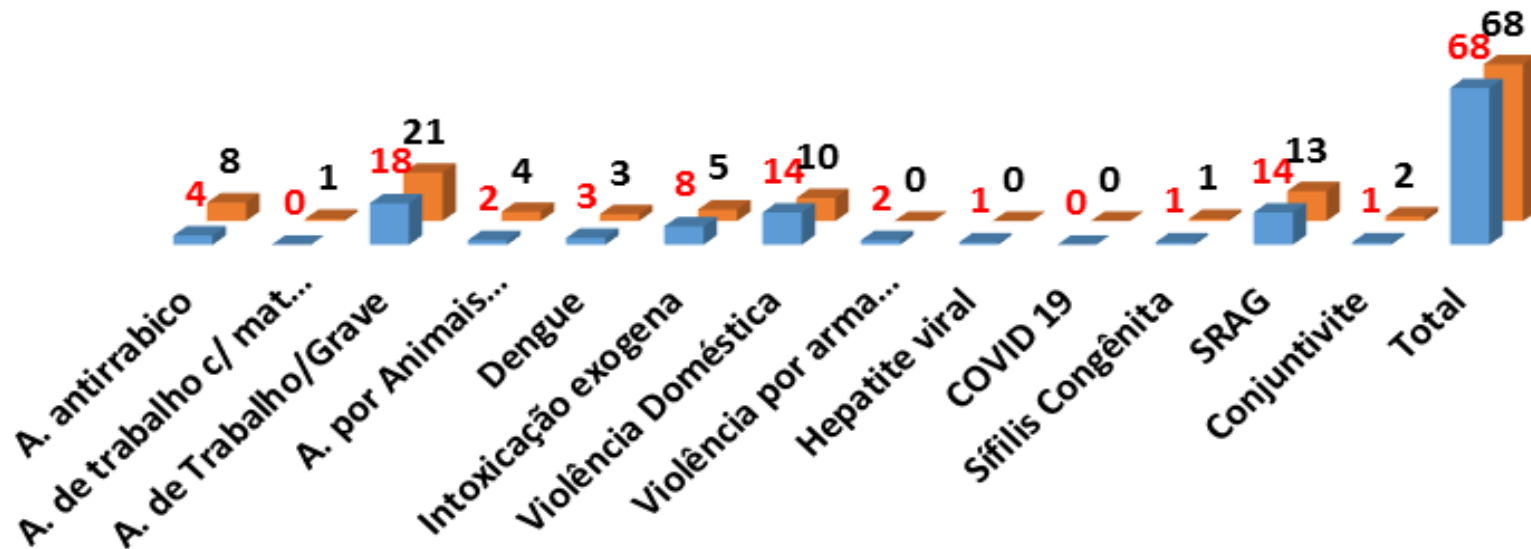 68
68
21
18
8
4
1
0
4
2
3
3
5
8
10
14
0
2
0
1
0
0
1
1
13
14
2
1
A. antirrabico
A. de trabalho c/ mat...
A. de Trabalho/Grave
A. por Animais...
Dengue
Intoxicação exogena
Violência Doméstica
Violência por arma...
Hepatite viral
COVID 19
Sífilis Congênita
SRAG
Conjuntivite
Total